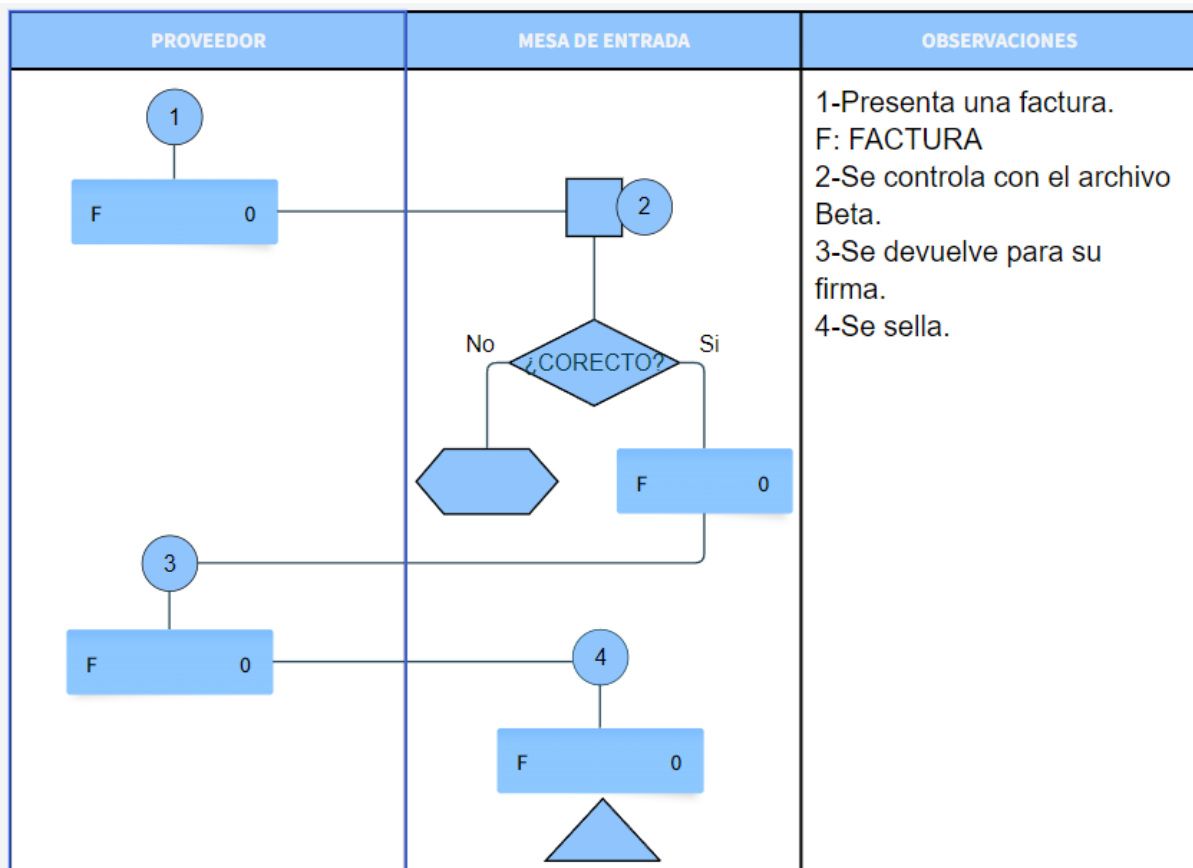 PROVEEDOR
MESA DE ENTRADA
OBSERVACIONES
1
F 0
2
No
¿CORECTO?
Si
F 0
3
F 0
4
F 0
1-Presenta una factura.
F: FACTURA
2-Se controla con el archivo
Beta.
3-Se devuelve para su
firma.
4-Se sella.